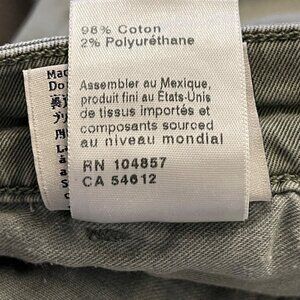 98% Coton
2% Polyuréthane
Assembler au Mexique,
produit fini au États-Unis
de tissus importés et
composants sourced
au niveau mondial
RN 104857
CA 54612